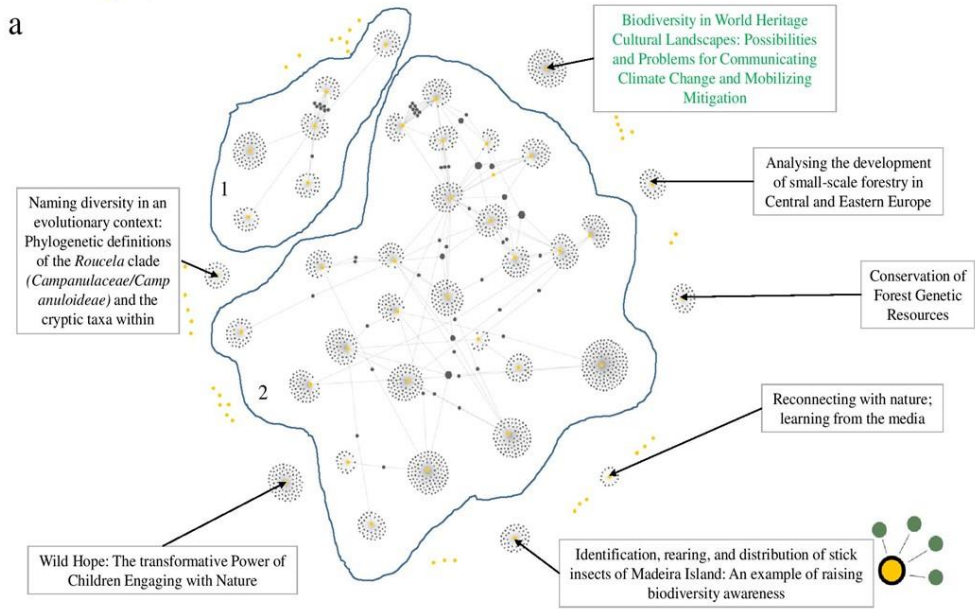 a
Biodiversity in World Heritage
Cultural Landscapes: Possibilities
and Problems for Communicating
Climate Change and Mobilizing
Mitigation
1
Analysing the development
of small-scale forestry in
Central and Eastern Europe
Naming diversity in an
evolutionary context:
Phylogenetic definitions
of the Roucela clade
(Campanulaceae/Camp
anuloideae) and the
cryptic taxa within
Conservation of
Forest Genetic
Resources
2
Reconnecting with nature;
learning from the media
Wild Hope: The transformative Power of
Children Engaging with Nature
Identification, rearing, and distribution of stick
insects of Madeira Island: An example of raising
biodiversity awareness